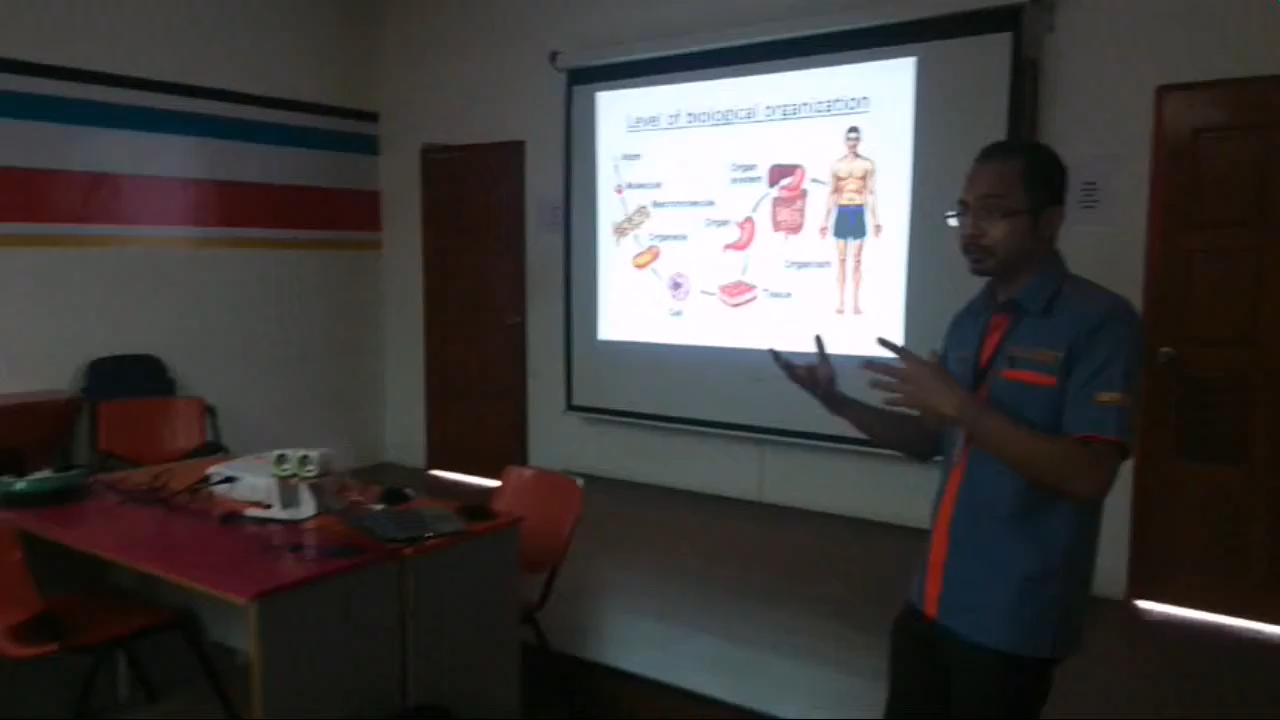 Level of biological organization
Atom
Molecule
Macromolecule
Organelle
Cell
Tissue
Organ
Organ
system
Organism